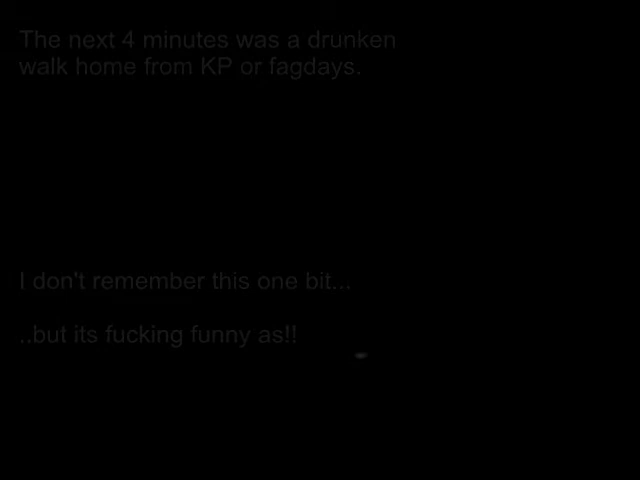 The next 4 minutes was a drunken
walk home from KP or fagdays.
I don't remember this one bit...
..but its fucking funny as!!